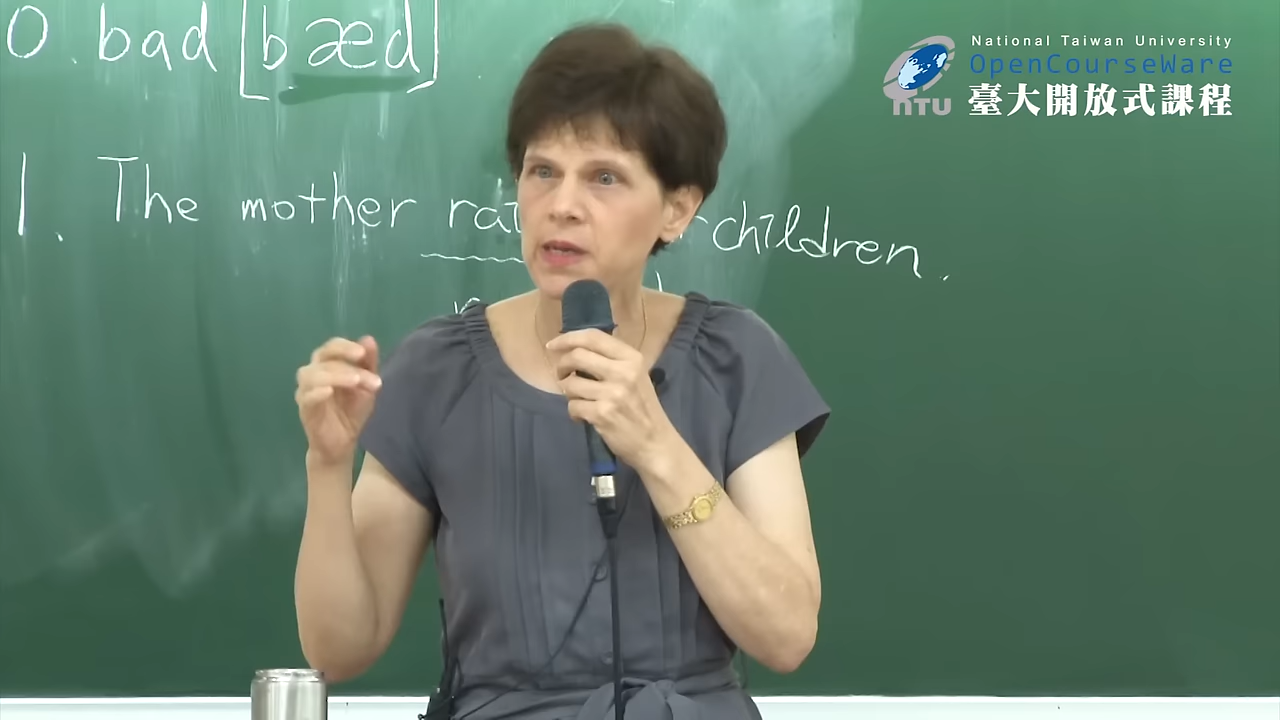 0. bad [bæd]
1. The mother children.
National Taiwan University
OpenCourseWare
NTU
臺大開放式課程